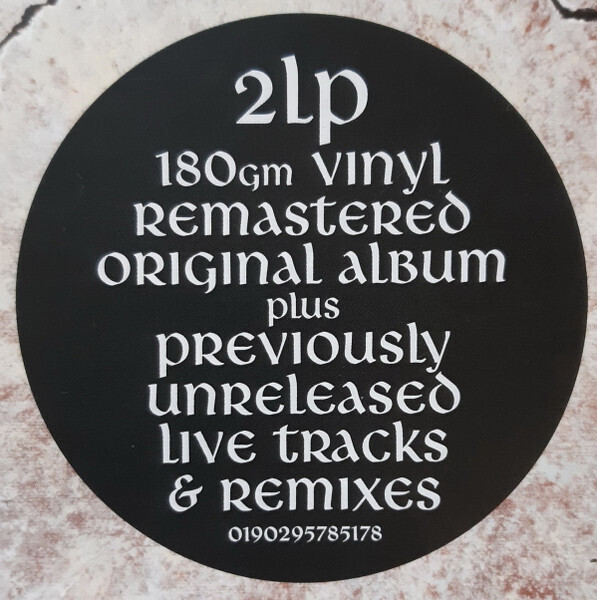 2lp
180gm vinyl
remastered
original album
plus
previously
unreleased
live tracks
& remixes
0190295785178